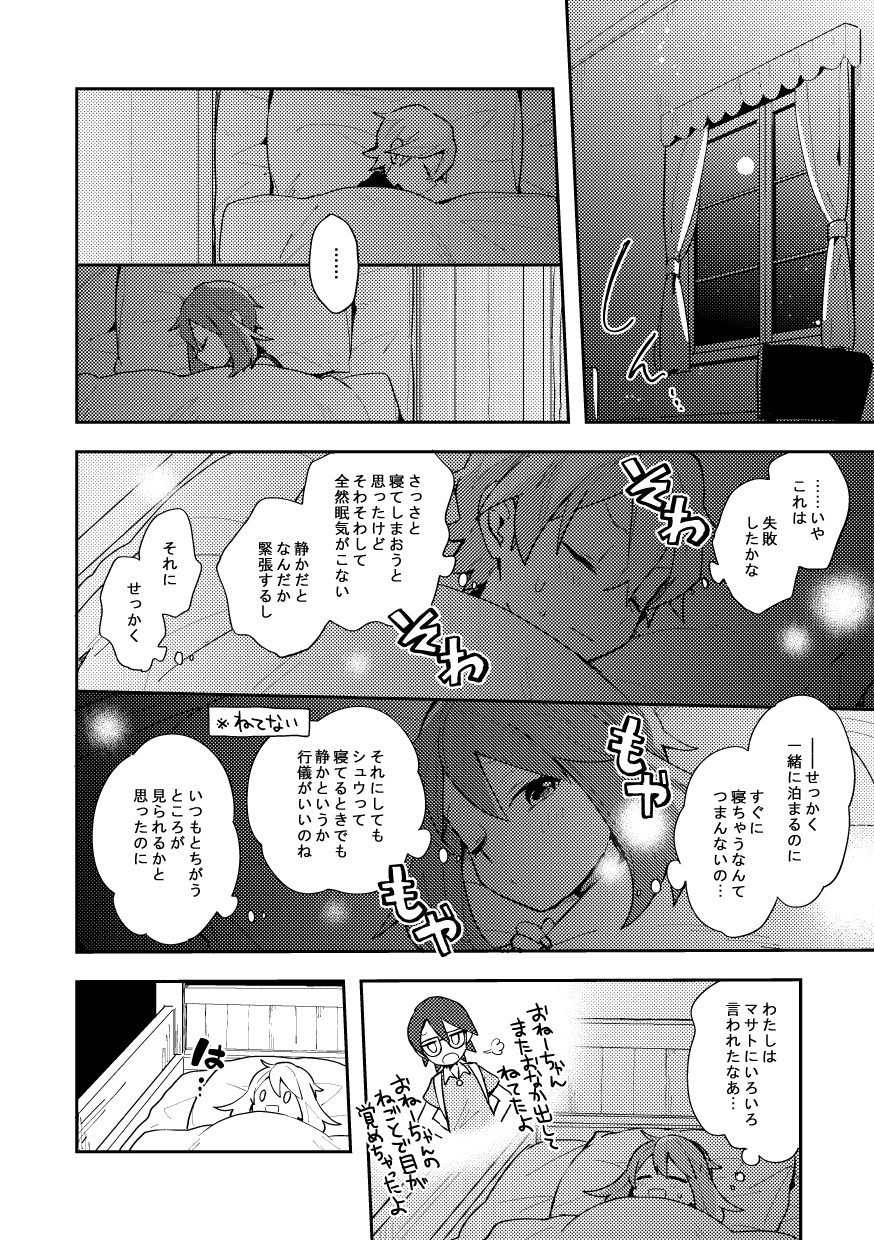 しーん…
……
……いや
これは
失敗
したかな
さっさと
寝てしまおうと
思ったけど
そわそわして
全然眠気がこない
静かだと
なんだか
緊張するし
それに
せっかく
そわ
そわ
――せっかく
一緒に泊まるのに
すぐに
寝ちゃうなんて
つまんないの…
もや
もや
※ねてない
それにしても
シュウって
寝てるときでも
静かというか
行儀がいいのね
いつもとちがう
ところが
見られるかと
思ったのに
わたしは
マサトにいろいろ
言われたなあ…
おねーちゃん
またおなか出して
ねてたよ
おねーちゃんの
ねごとで目が
覚めちゃったよ
は…